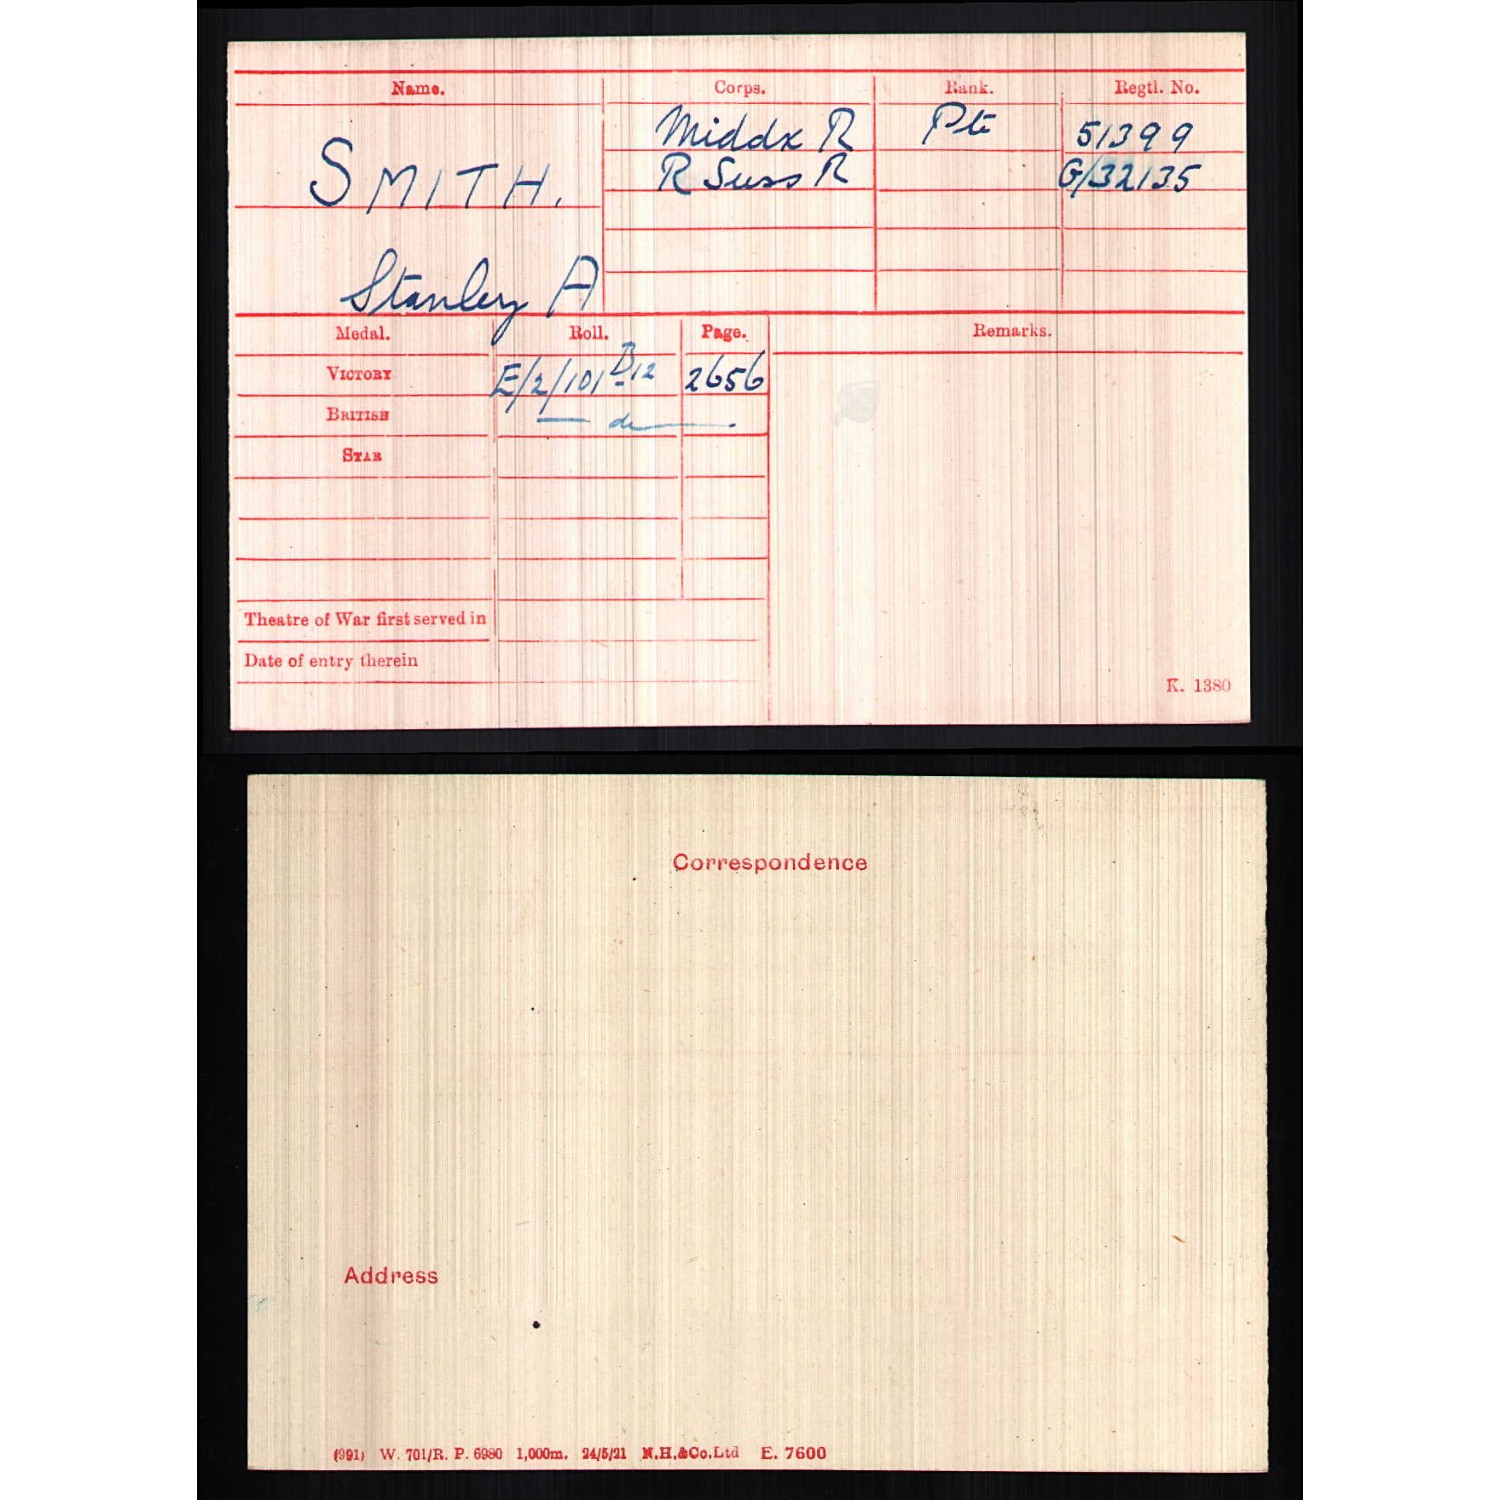 Name. Corps. Rank. Regtl. No.
Middx R Pte 51399
SMITH. R Suss R G/32135
Stanley A
Medal. Roll. Page. Remarks.
VICTORY E/2/101 B12 2656
BRITISH — do —
STAR
Theatre of War first served in
Date of entry therein
K. 1380
Correspondence
Address
(991) W. 701/R. P. 6980 1,000m. 24/5/21 N.H.&Co.Ltd E. 7600